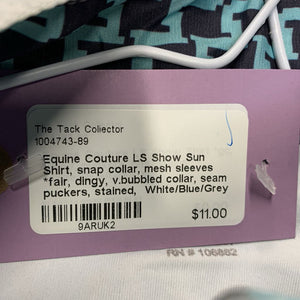 The Tack Collector
1004743-89
Equine Couture LS Show Sun
Shirt, snap collar, mesh sleeves
*fair, dingy, v.bubbled collar, seam
puckers, stained, White/Blue/Grey
$11.00
9ARUK2
RN # 106882